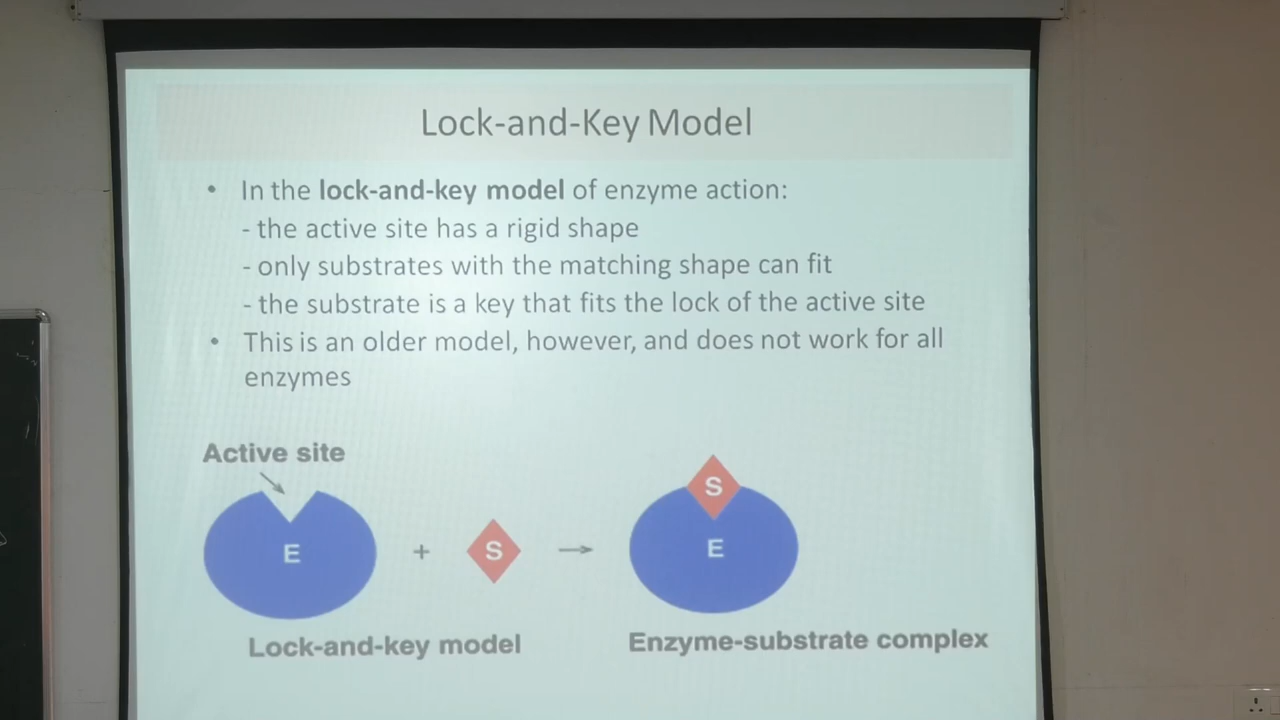 Lock-and-Key Model
• In the lock-and-key model of enzyme action:
- the active site has a rigid shape
- only substrates with the matching shape can fit
- the substrate is a key that fits the lock of the active site
• This is an older model, however, and does not work for all
enzymes
Active site
E + S → E S
Lock-and-key model
Enzyme-substrate complex